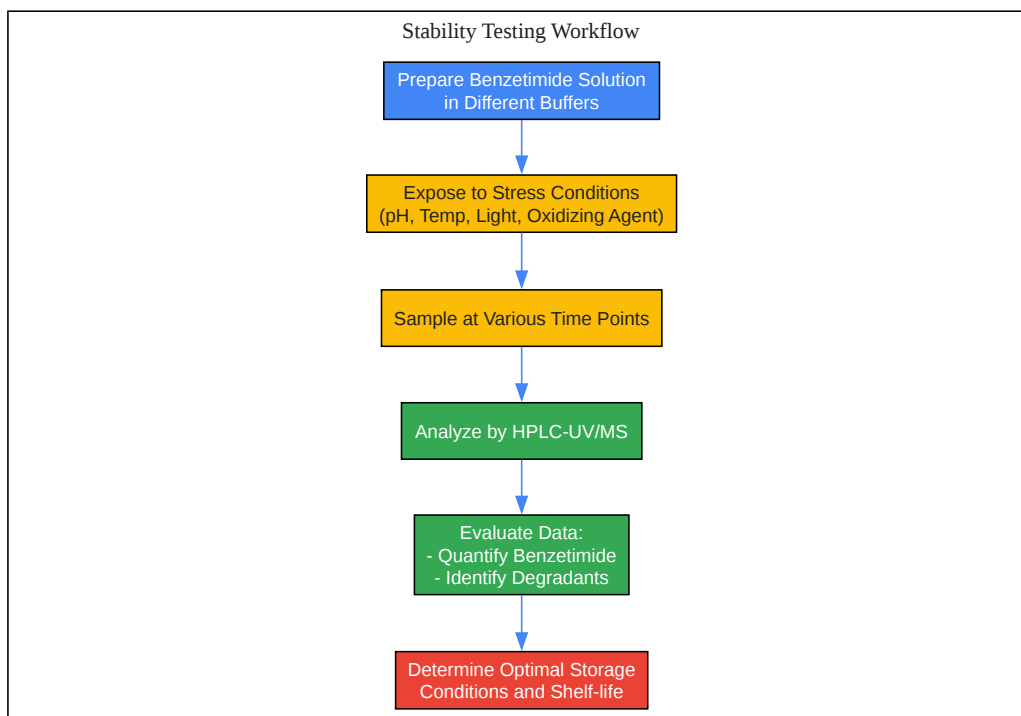 Stability Testing Workflow
Prepare Benzetimide Solution
in Different Buffers
Expose to Stress Conditions
(pH, Temp, Light, Oxidizing Agent)
Sample at Various Time Points
Analyze by HPLC-UV/MS
Evaluate Data:
- Quantify Benzetimide
- Identify Degradants
Determine Optimal Storage
Conditions and Shelf-life